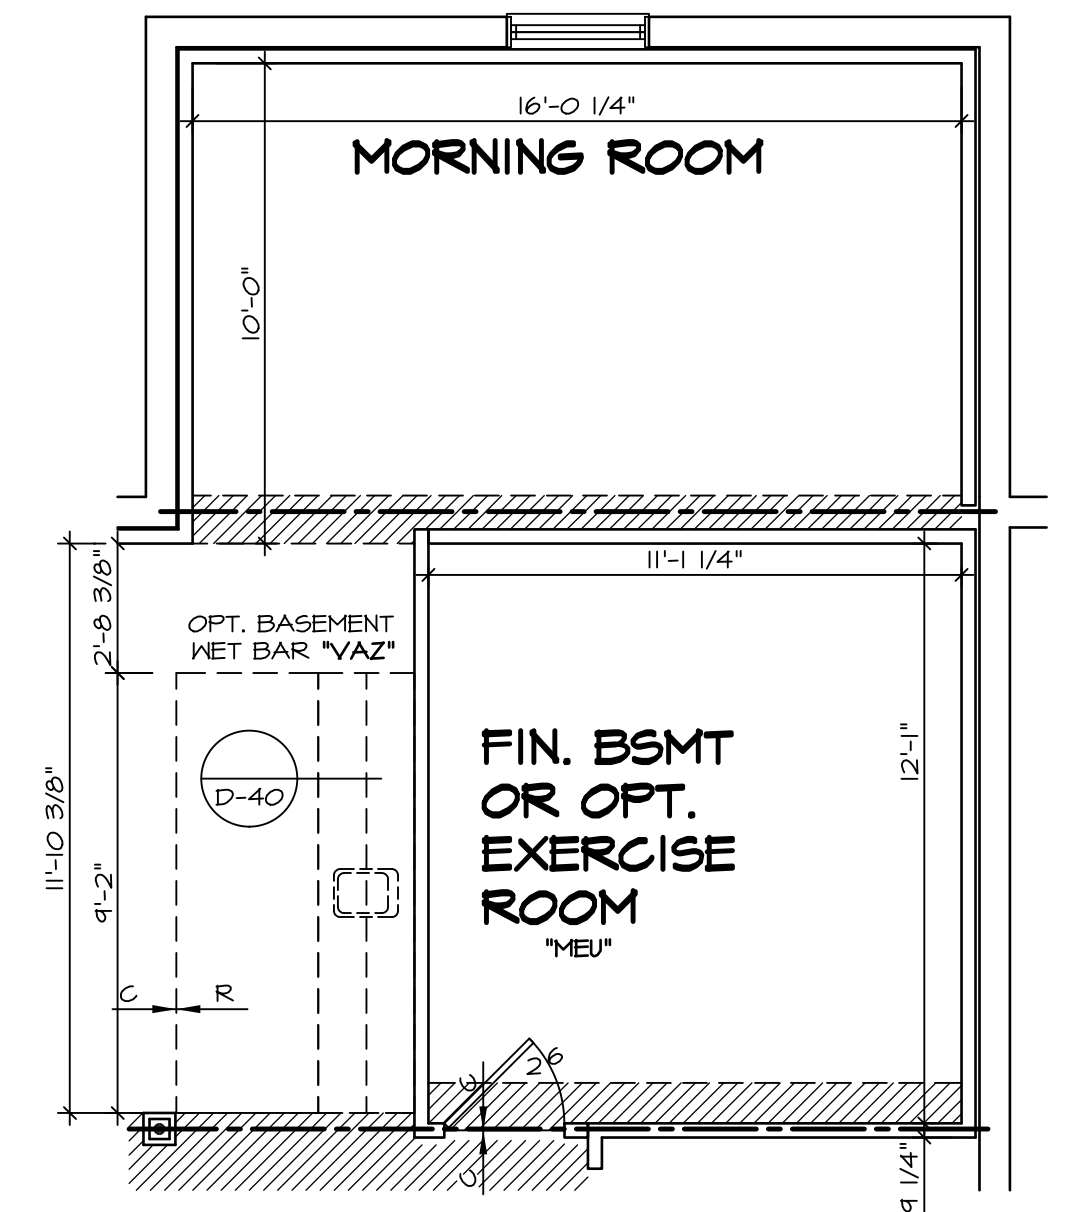 16'-0 1/4"
MORNING ROOM
10'-0"
11'-1 1/4"
2'-8 3/8"
OPT. BASEMENT
WET BAR "VAZ"
FIN. BSMT
OR OPT.
EXERCISE
ROOM
"MEU"
12'-1"
D-40
11'-10 3/8"
9'-2"
C R
2 6
C
C
9 1/4"